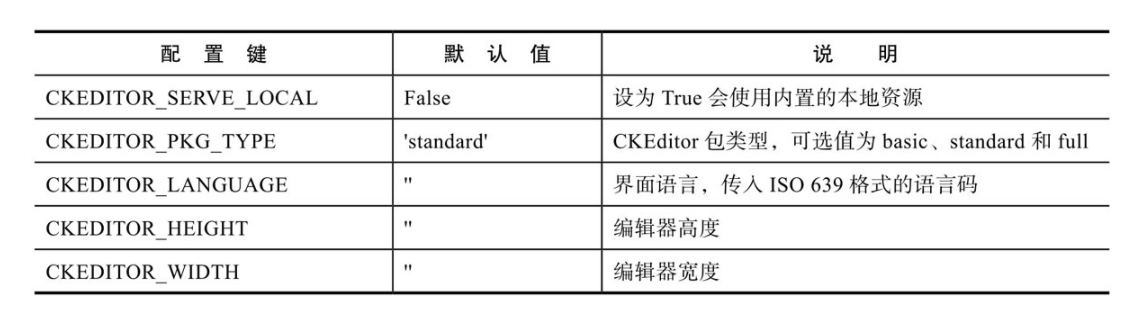 配 置 键 默 认 值 说 明
CKEDITOR_SERVE_LOCAL False 设为 True 会使用内置的本地资源
CKEDITOR_PKG_TYPE 'standard' CKEditor 包类型，可选值为 basic、standard 和 full
CKEDITOR_LANGUAGE '' 界面语言，传入 ISO 639 格式的语言码
CKEDITOR_HEIGHT '' 编辑器高度
CKEDITOR_WIDTH '' 编辑器宽度